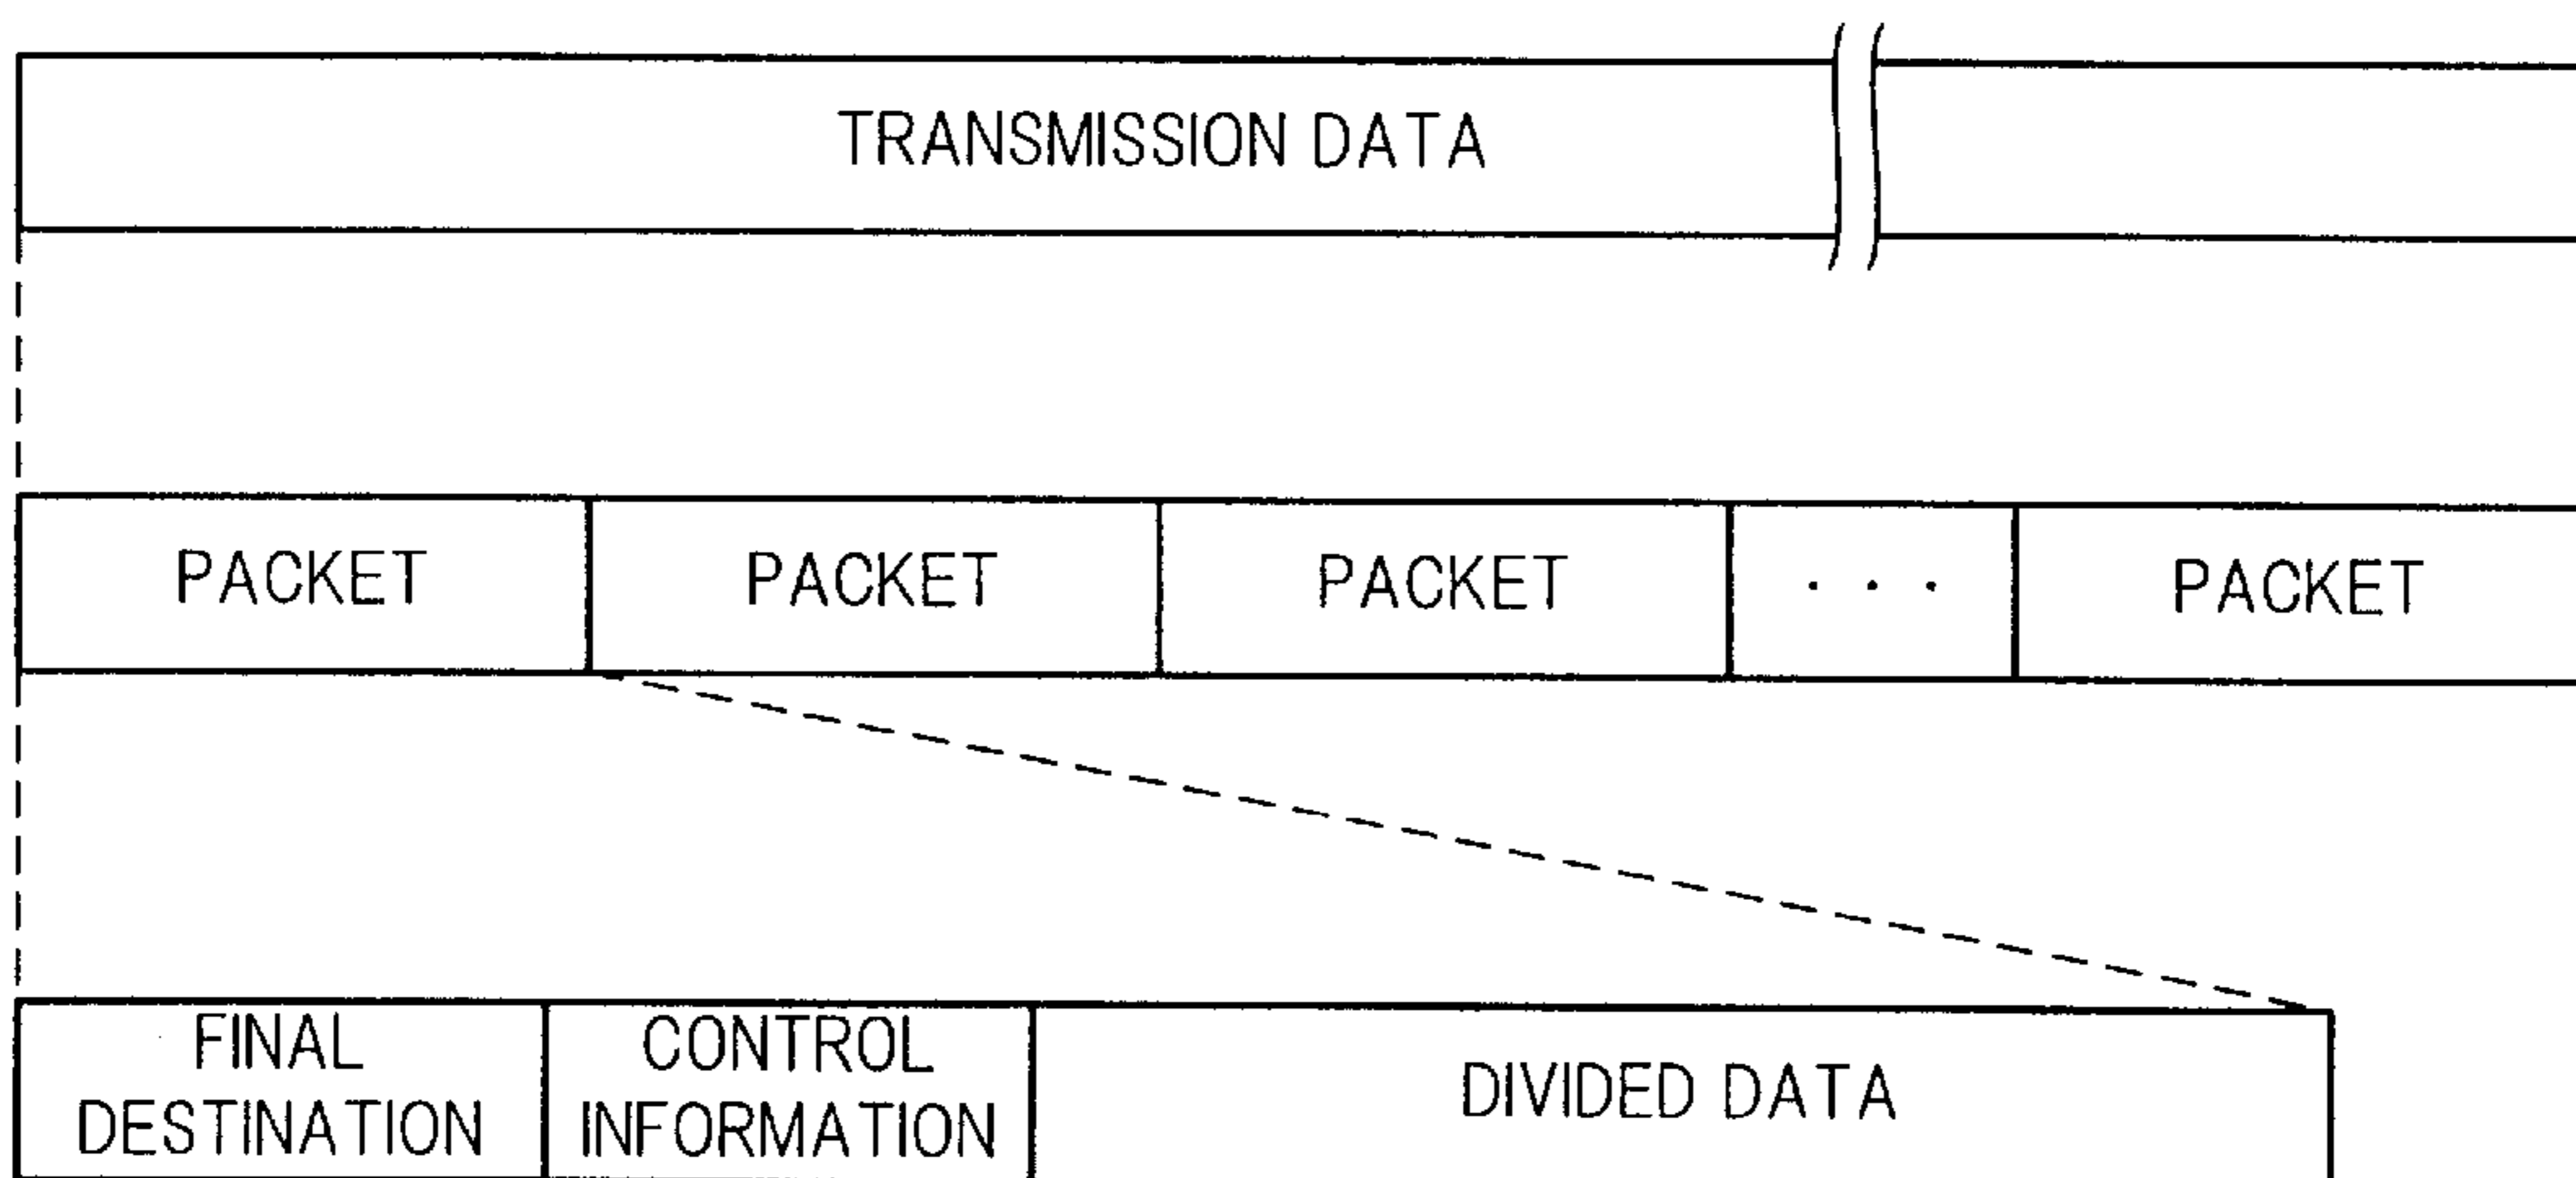 TRANSMISSION DATA
PACKET PACKET PACKET . . . PACKET
FINAL DESTINATION
CONTROL INFORMATION
DIVIDED DATA